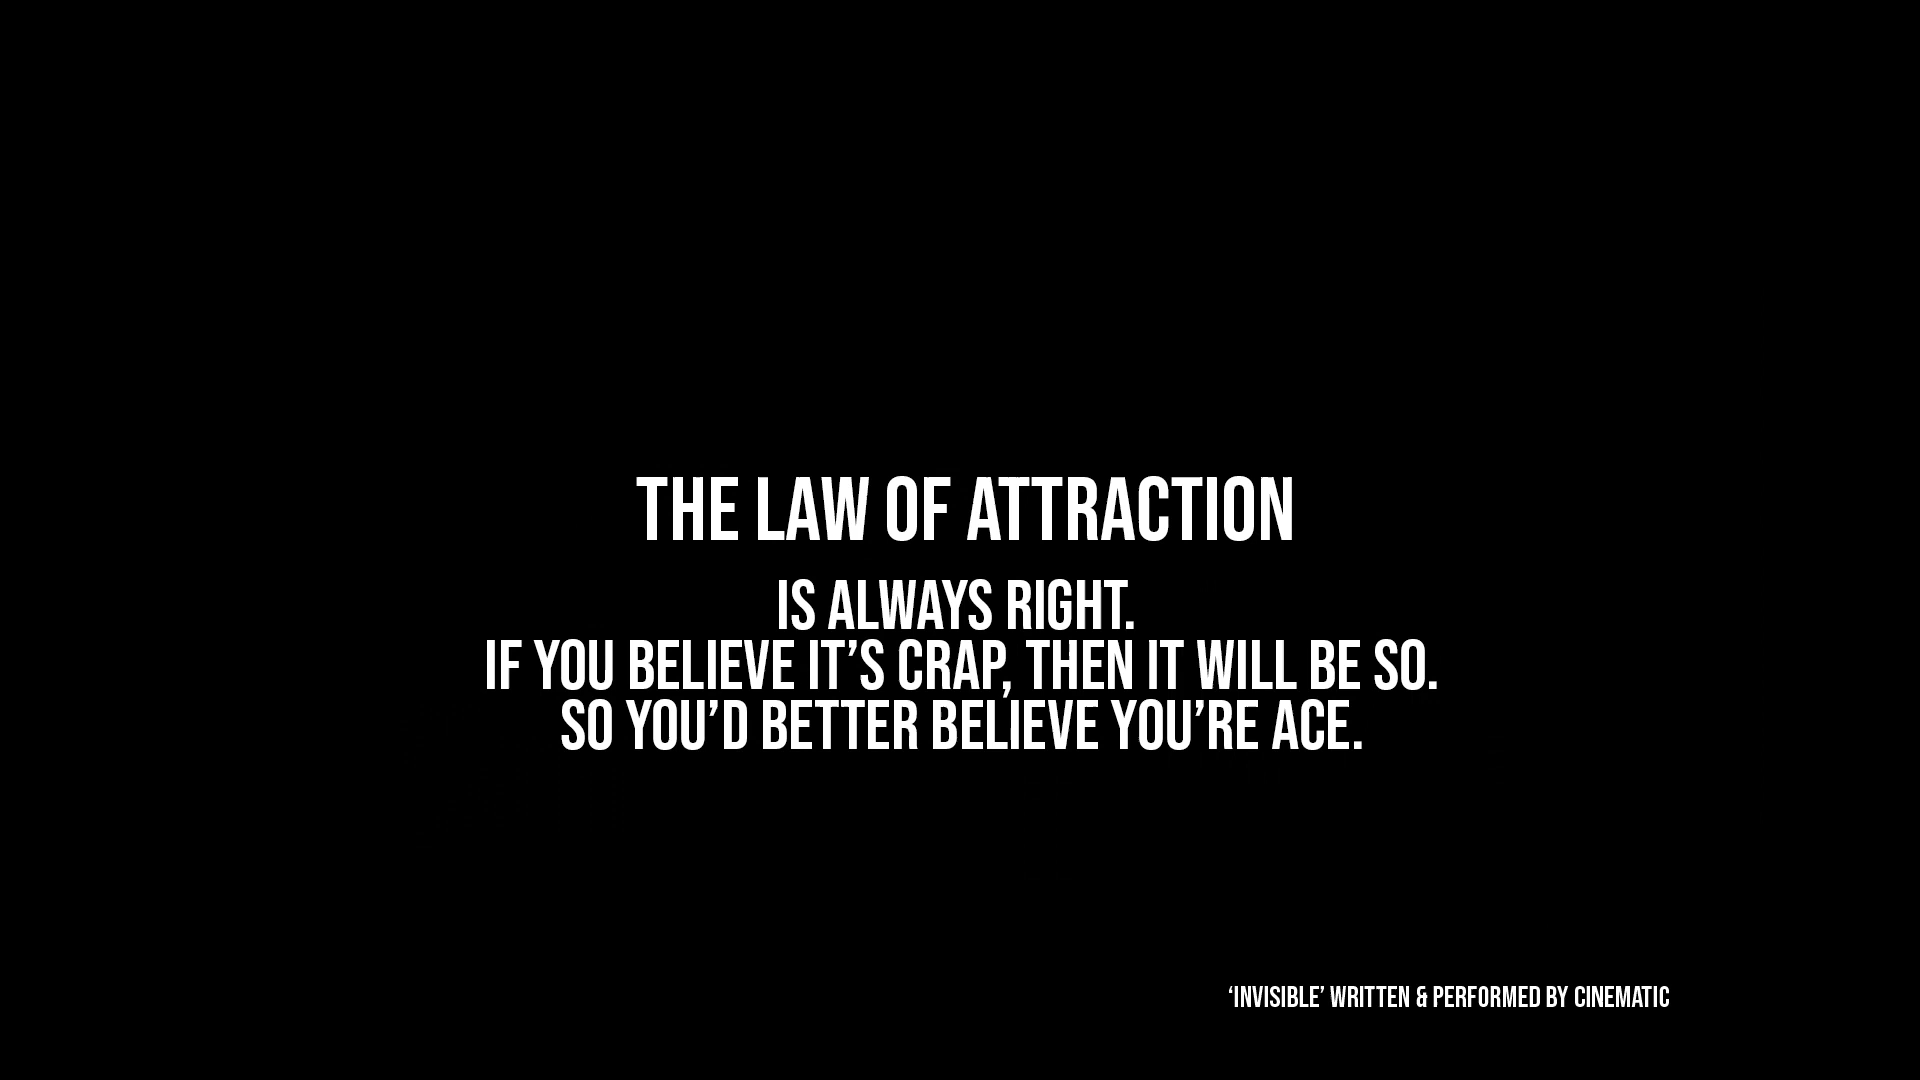 THE LAW OF ATTRACTION
IS ALWAYS RIGHT.
IF YOU BELIEVE IT’S CRAP, THEN IT WILL BE SO.
SO YOU’D BETTER BELIEVE YOU’RE ACE.
‘INVISIBLE’ WRITTEN & PERFORMED BY CINEMATIC